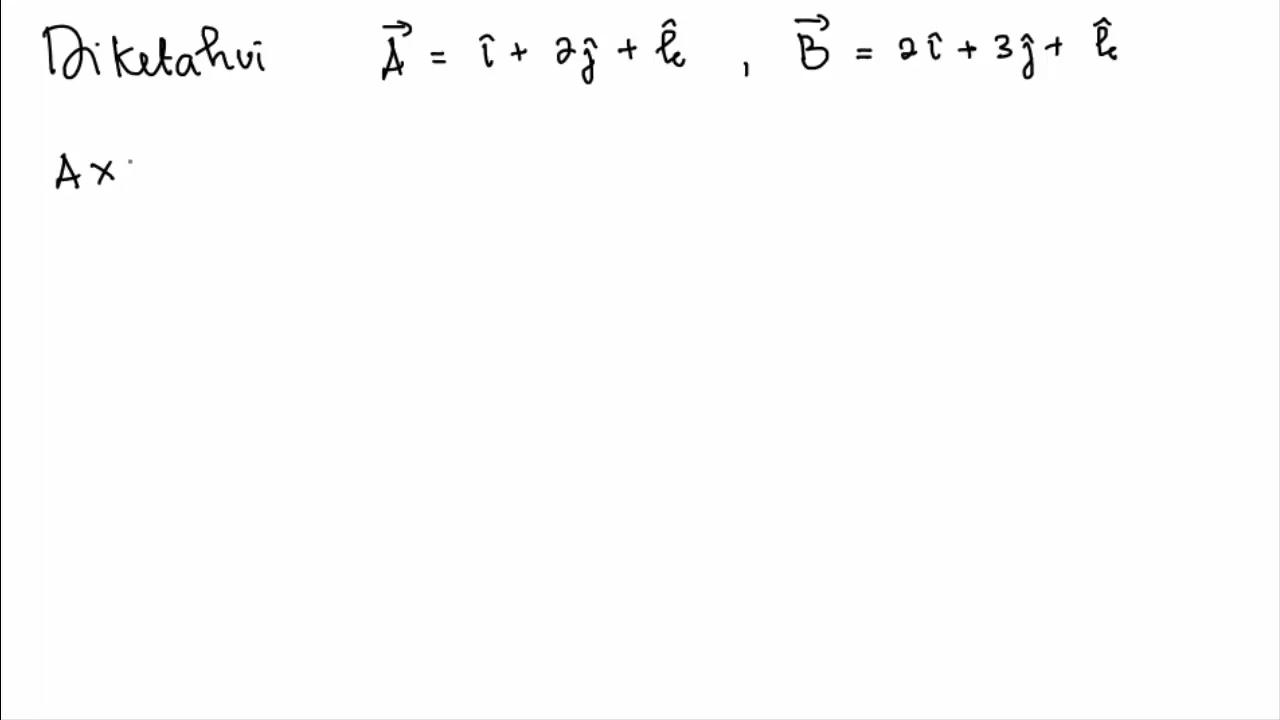 Diketahui A⃗ = î + 2ĵ + k̂ , B⃗ = 2î + 3ĵ + k̂
A ×